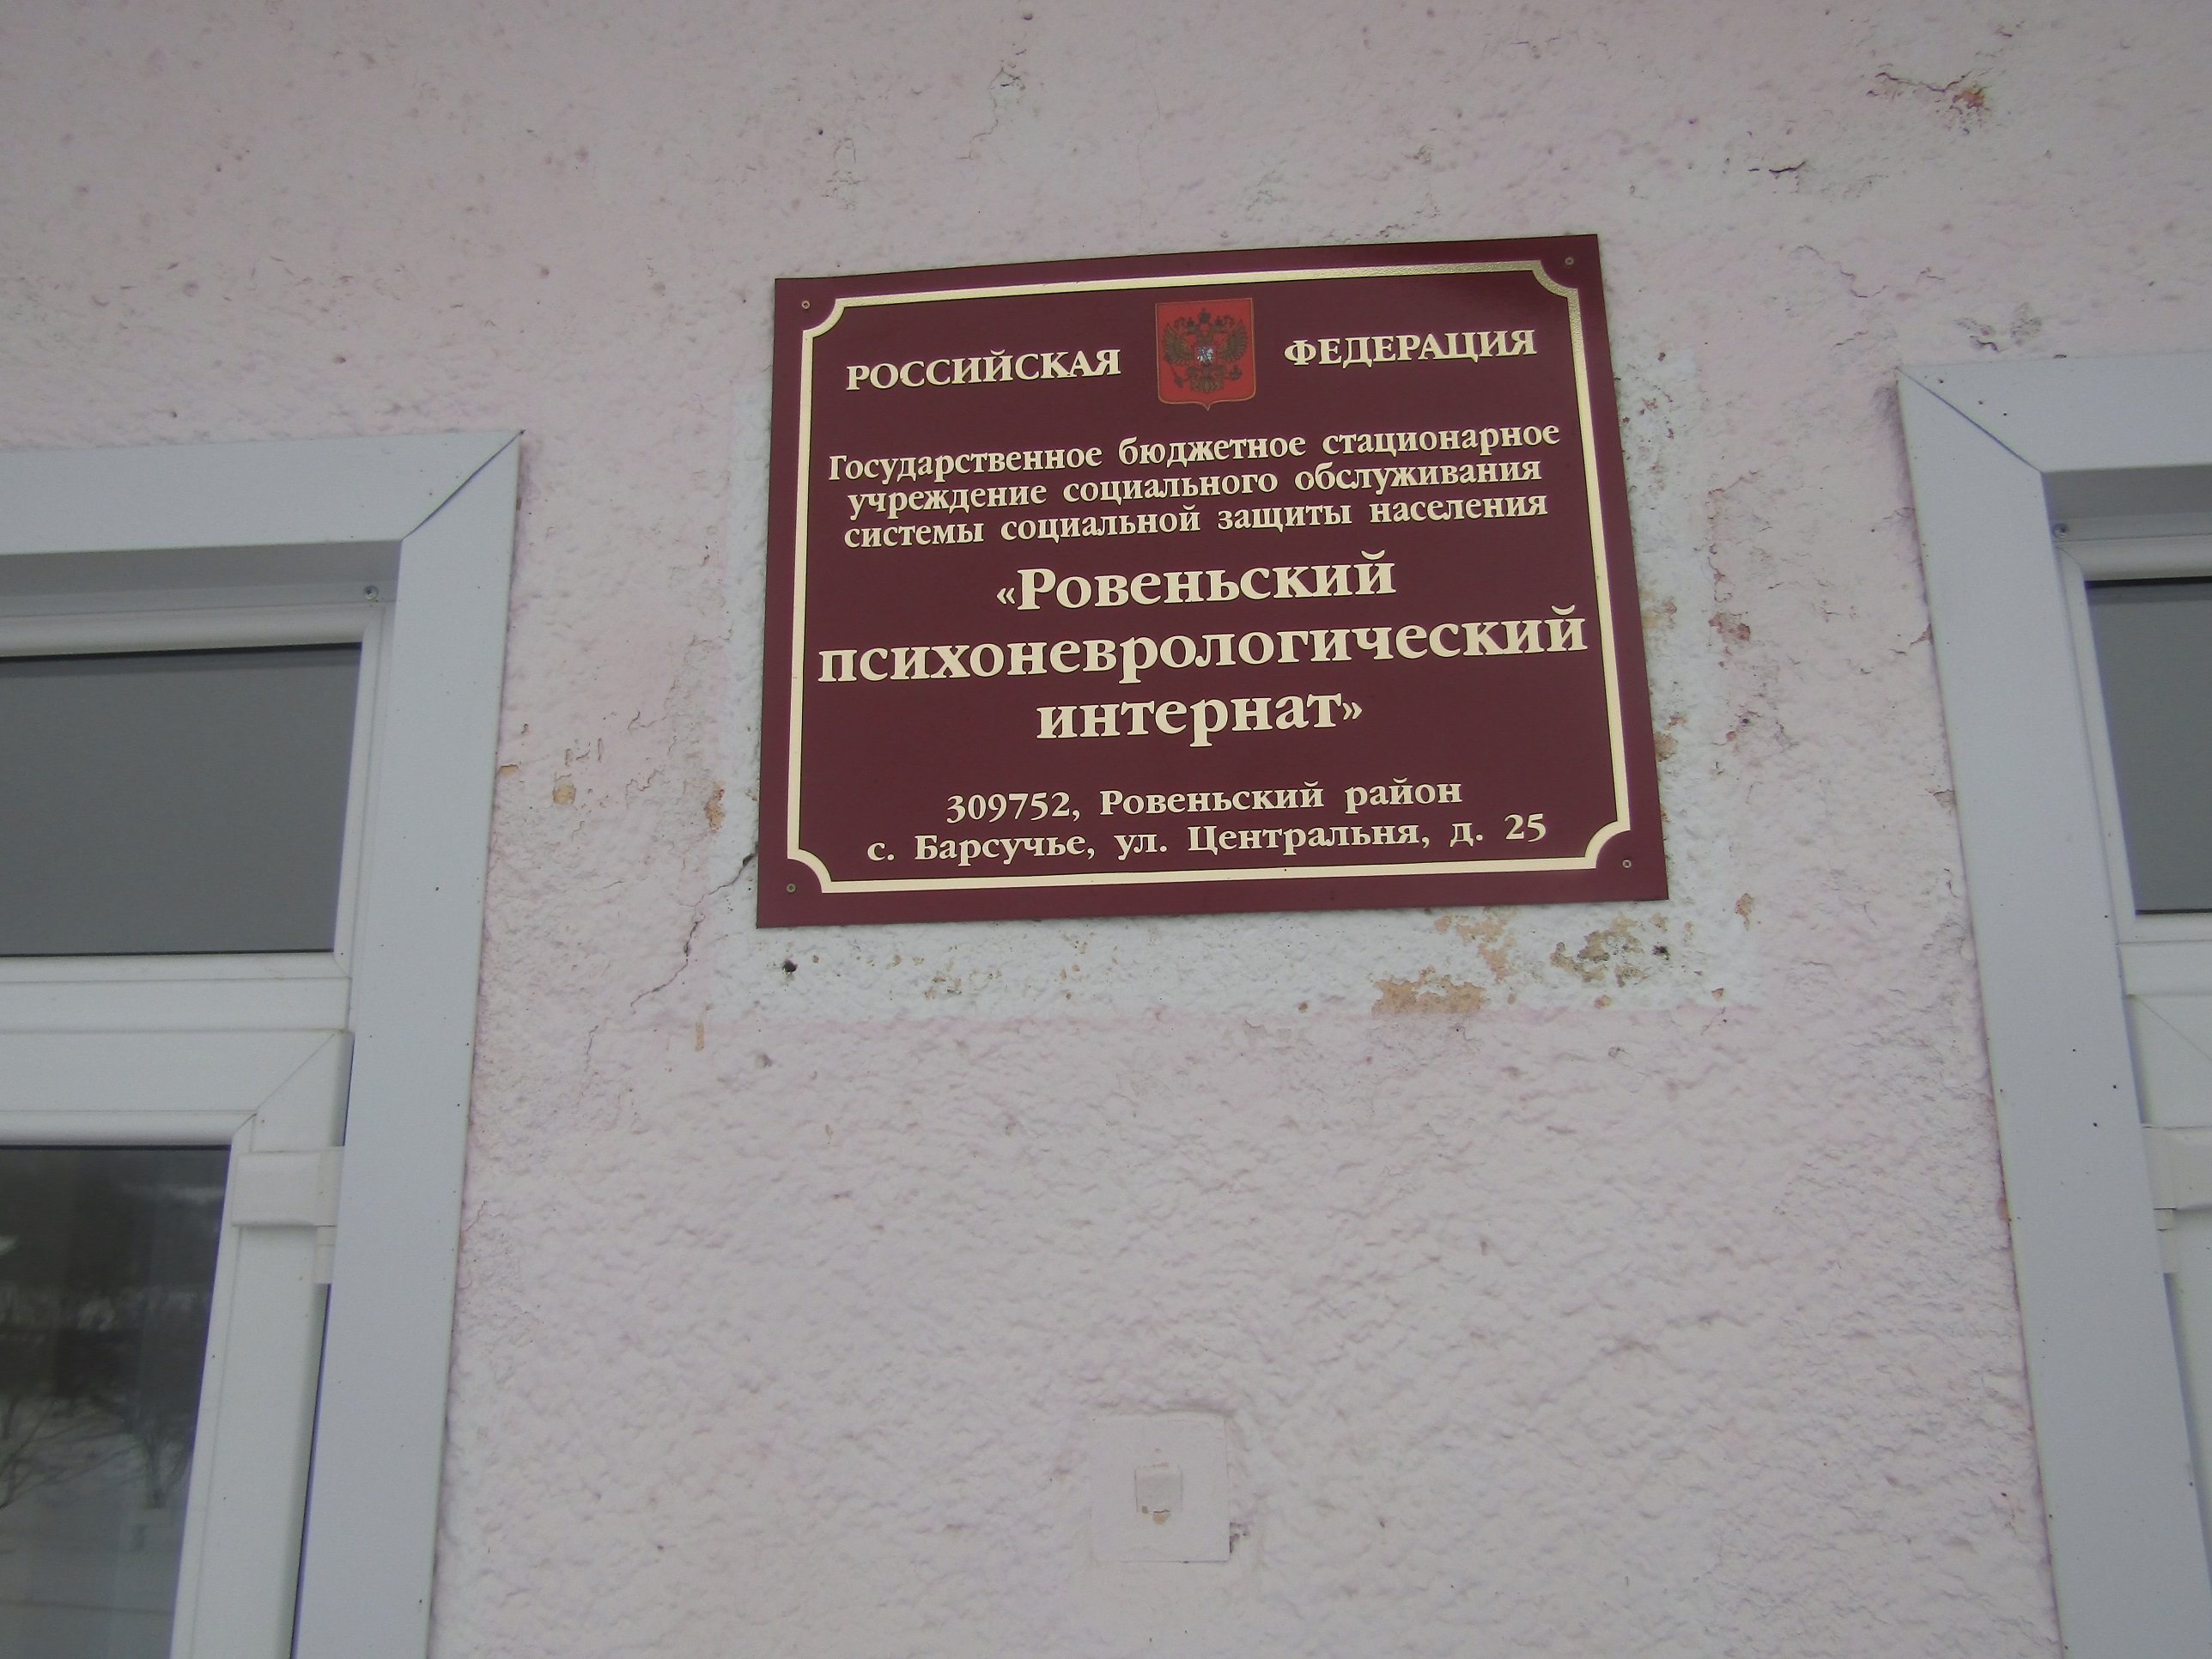 РОССИЙСКАЯ ФЕДЕРАЦИЯ
Государственное бюджетное стационарное
учреждение социального обслуживания
системы социальной защиты населения
«Ровеньский
психоневрологический
интернат»
309752, Ровеньский район
с. Барсучье, ул. Центральня, д. 25